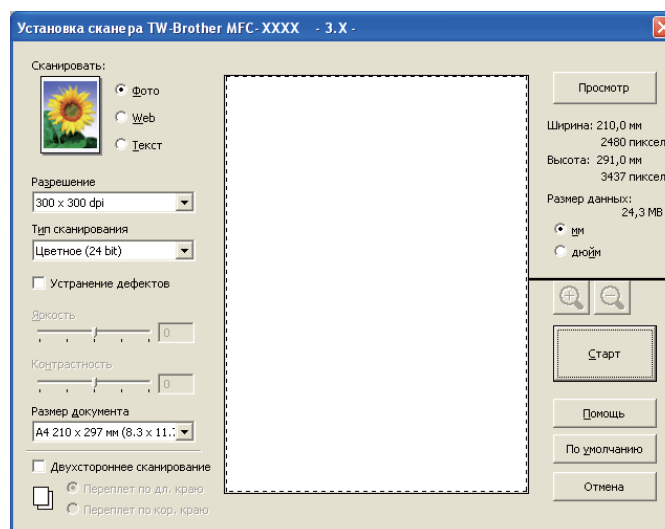 Установка сканера TW-Brother MFC-XXXX - 3.X -
Сканировать:
Фото
Web
Текст
Разрешение
300 x 300 dpi
Тип сканирования
Цветное (24 bit)
Устранение дефектов
Яркость
0
Контрастность
0
Размер документа
A4 210 x 297 мм (8.3 x 11.7
Двухстороннее сканирование
Переплет по дл. краю
Переплет по кор. краю
Просмотр
Ширина: 210,0 мм
2480 пиксел
Высота: 291,0 мм
3437 пиксел
Размер данных:
24,3 MB
мм
дюйм
Старт
Помощь
По умолчанию
Отмена